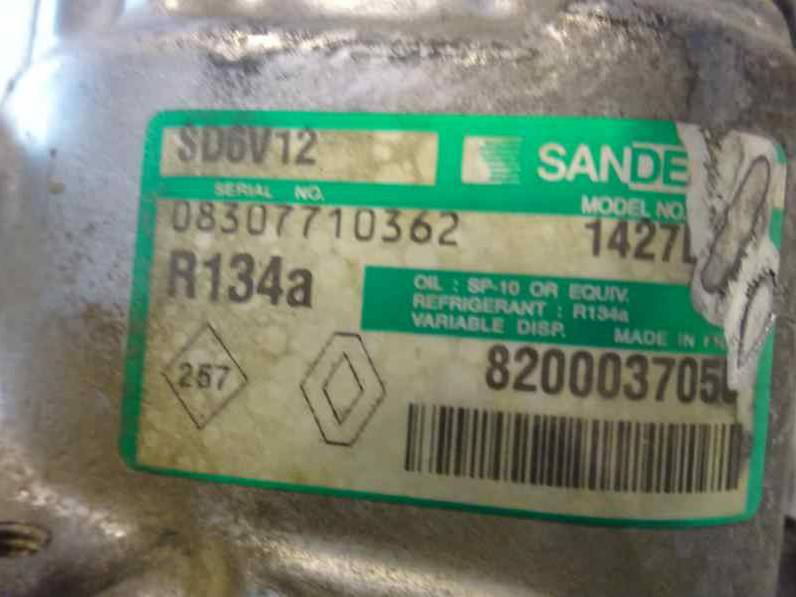 SD6V12
SANDE
SERIAL NO.
MODEL NO.
08307710362
1427
R134a
OIL : SP-10 OR EQUIV.
REFRIGERANT : R134a
VARIABLE DISP.
MADE IN
257
820003705